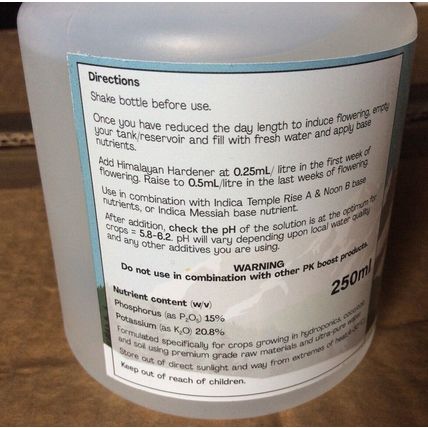 Directions
Shake bottle before use.
Once you have reduced the day length to induce flowering, empty
your tank/reservoir and fill with fresh water and apply base
nutrients.
Add Himalayan Hardener at 0.25mL/ litre in the first week of
flowering. Raise to 0.5mL/litre in the last weeks of flowering.
Use in combination with Indica Temple Rise A & Noon B base
nutrients, or Indica Messiah base nutrient.
After addition, check the pH of the solution is at the optimum for
crops = 5.8-6.2. pH will vary depending upon local water quality
and any other additives you are using.
WARNING
Do not use in combination with other PK boost products.
250ml
Nutrient content (w/v)
Phosphorus (as P₂O₅) 15%
Potassium (as K₂O) 20.8%
Formulated specifically for crops growing in hydroponics, coco
and soil using premium grade raw materials and ultra-pure
Store out of direct sunlight and way from extremes of
Keep out of reach of children.